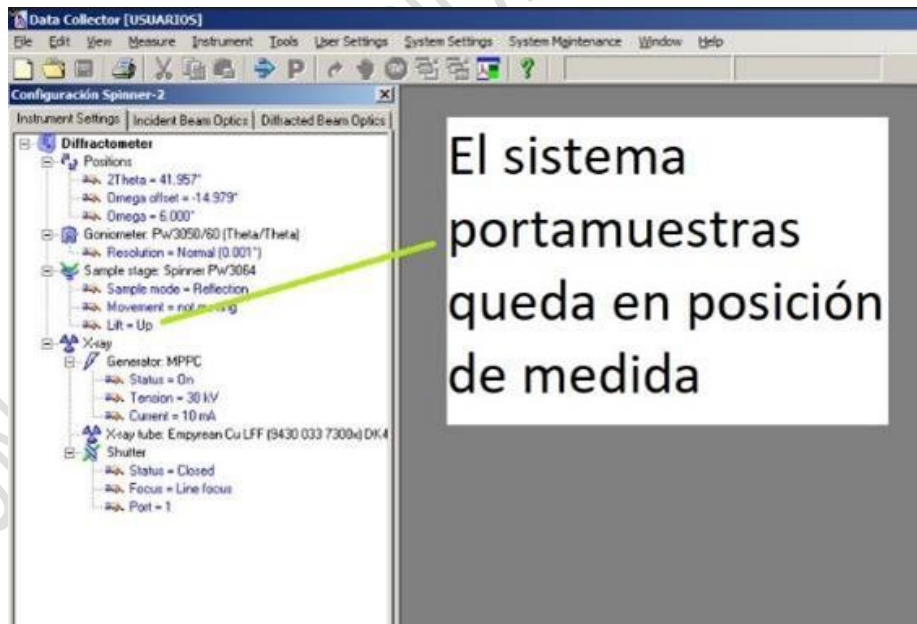 Data Collector [USUARIOS]
File Edit View Measure Instrument Tools User Settings System Settings System Maintenance Window Help
Configuración Spinner-2
Instrument Settings Incident Beam Optics Diffracted Beam Optics
Diffractometer
Positions
2Theta = 41.957°
Omega offset = -14.979°
Omega = 6.000°
Goniometer: PW3050/60 (Theta/Theta)
Resolution = Normal (0.001°)
Sample stage: Spinner PW3064
Sample mode = Reflection
Movement = not moving
Lift = Up
X-ray
Generator: MPPC
Status = On
Tension = 30 kV
Current = 10 mA
X-ray tube: Empyrean Cu LFF (9430 033 7300x) DK4
Shutter
Status = Closed
Focus = Line focus
Port = 1
El sistema
portamuestras
queda en posición
de medida